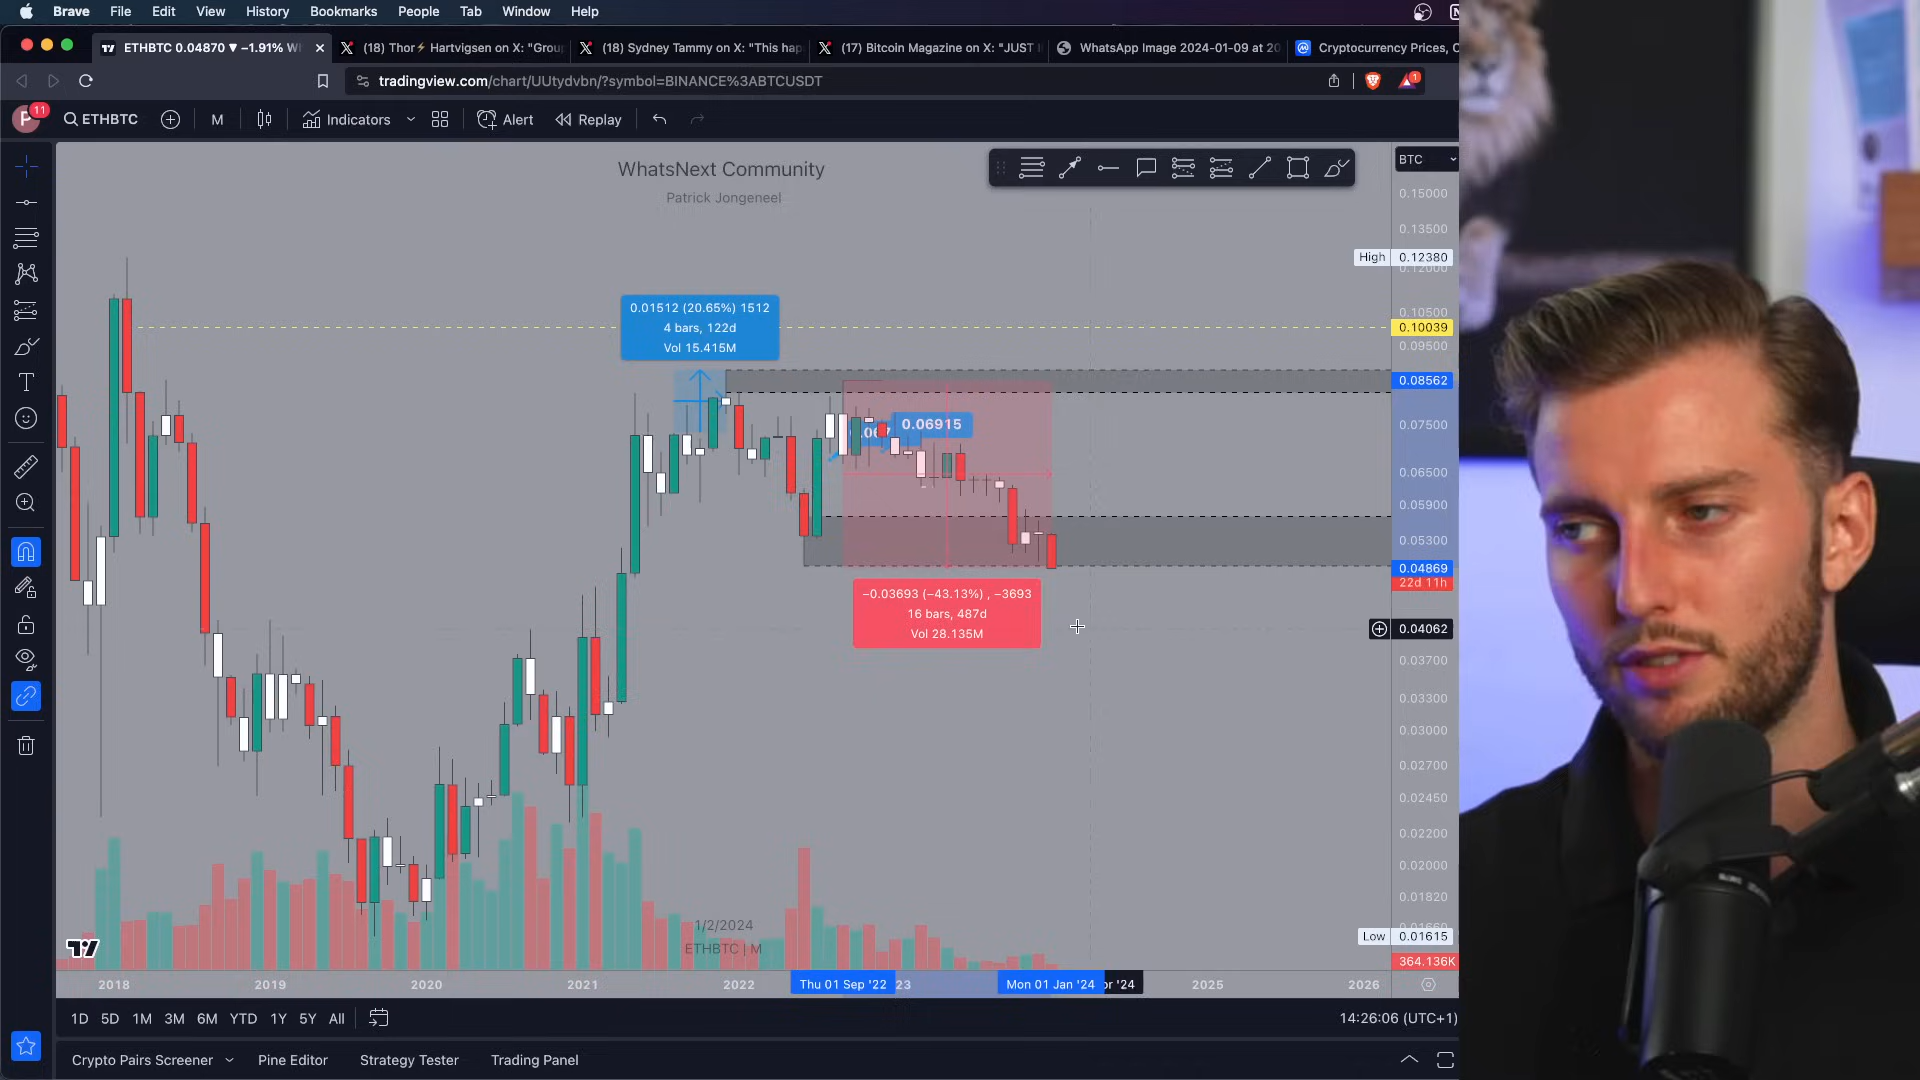 Brave File Edit View History Bookmarks People Tab Window Help
ETHBTC 0.04870 ▼ −1.91% W
(18) Thor⚡ Hartvigsen on X: "Grou
(18) Sydney Tammy on X: "This hap
(17) Bitcoin Magazine on X: "JUST I
WhatsApp Image 2024-01-09 at 20
Cryptocurrency Prices, C
tradingview.com/chart/UUtydvbn/?symbol=BINANCE%3ABTCUSDT
1
P 11
ETHBTC M Indicators Alert Replay
WhatsNext Community
Patrick Jongeneel
BTC
0.15000
0.13500
High 0.12380
0.12000
0.10500
0.10039
0.09500
0.08562
0.07500
0.06500
0.05900
0.05300
0.04869
22d 11h
0.04062
0.03700
0.03300
0.03000
0.02700
0.02450
0.02200
0.02000
0.01820
Low 0.01615
364.136K
0.01512 (20.65%) 1512
4 bars, 122d
Vol 15.415M
0.06915
−0.03693 (−43.13%) , −3693
16 bars, 487d
Vol 28.135M
1/2/2024
ETHBTC | M
2018 2019 2020 2021 2022 Thu 01 Sep '22 23 Mon 01 Jan '24 or '24 2025 2026
1D 5D 1M 3M 6M YTD 1Y 5Y All
14:26:06 (UTC+1)
Crypto Pairs Screener Pine Editor Strategy Tester Trading Panel